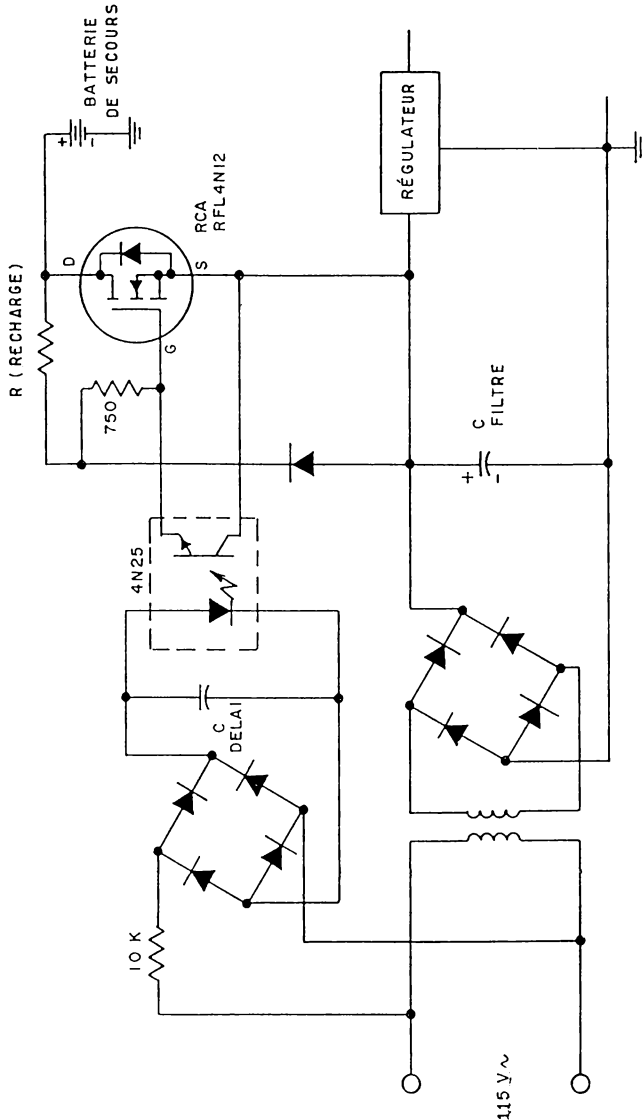 R (RECHARGE)
BATTERIE
DE SECOURS
+
-
D
S
G
RCA
RFL4N12
750
4N25
C
DELAI
10 K
RÉGULATEUR
C
FILTRE
+
-
115 V ~